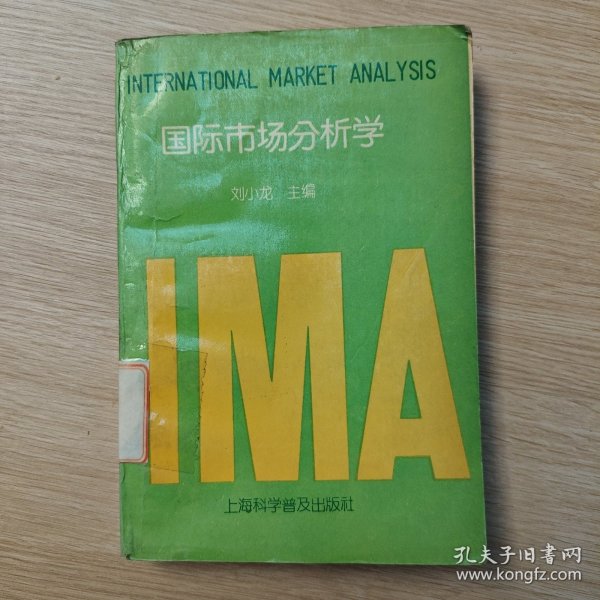 INTERNATIONAL MARKET ANALYSIS
国际市场分析学
刘小龙 主编
IMA
上海科学普及出版社
孔夫子旧书网
www.kongfz.com